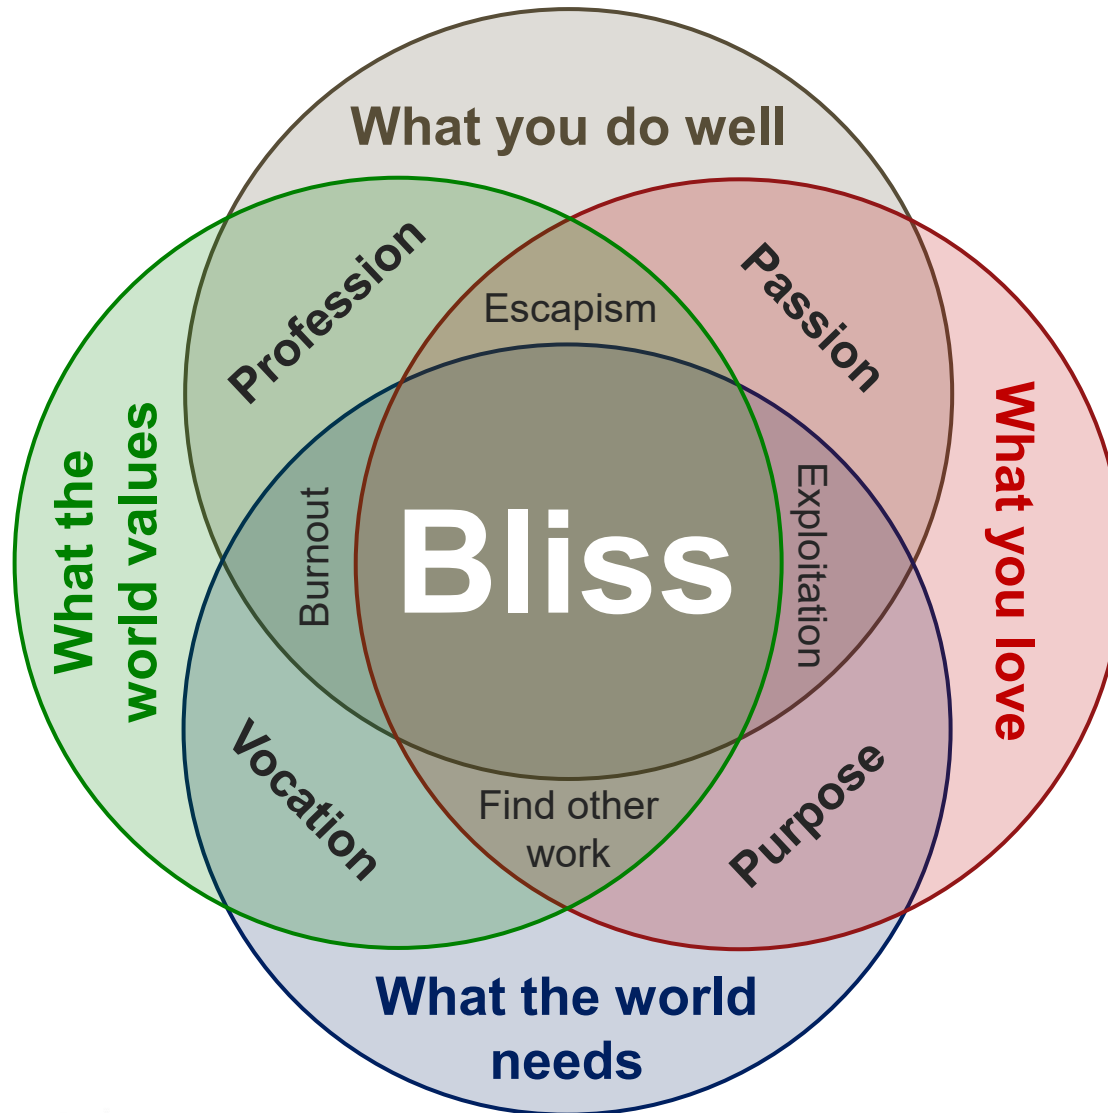 What you do well
Profession
Passion
Escapism
What the
world values
Burnout
Bliss
Exploitation
What you love
Vocation
Find other
work
Purpose
What the world
needs